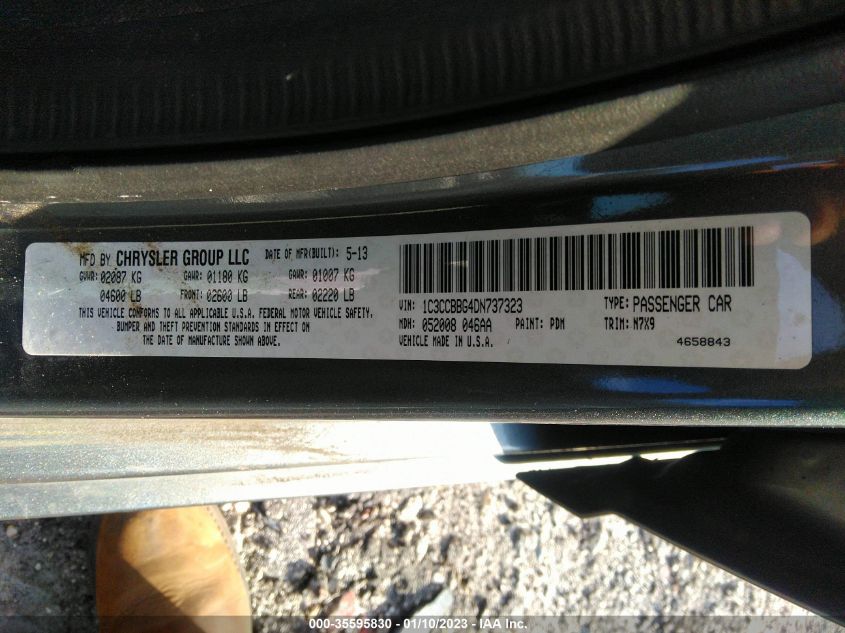 MFD BY CHRYSLER GROUP LLC DATE OF MFR(BUILT): 5-13
GVWR: 02087 KG GAWR: 01180 KG GAWR: 01007 KG
04600 LB FRONT: 02600 LB REAR: 02220 LB
THIS VEHICLE CONFORMS TO ALL APPLICABLE U.S.A. FEDERAL MOTOR VEHICLE SAFETY,
BUMPER AND THEFT PREVENTION STANDARDS IN EFFECT ON
THE DATE OF MANUFACTURE SHOWN ABOVE.
VIN: 1C3CCBBG4DN737323 TYPE: PASSENGER CAR
MDH: 052008 046AA PAINT: PDM TRIM: N7X9
VEHICLE MADE IN U.S.A. 4658843
000-35595830 - 01/10/2023 - IAA Inc.